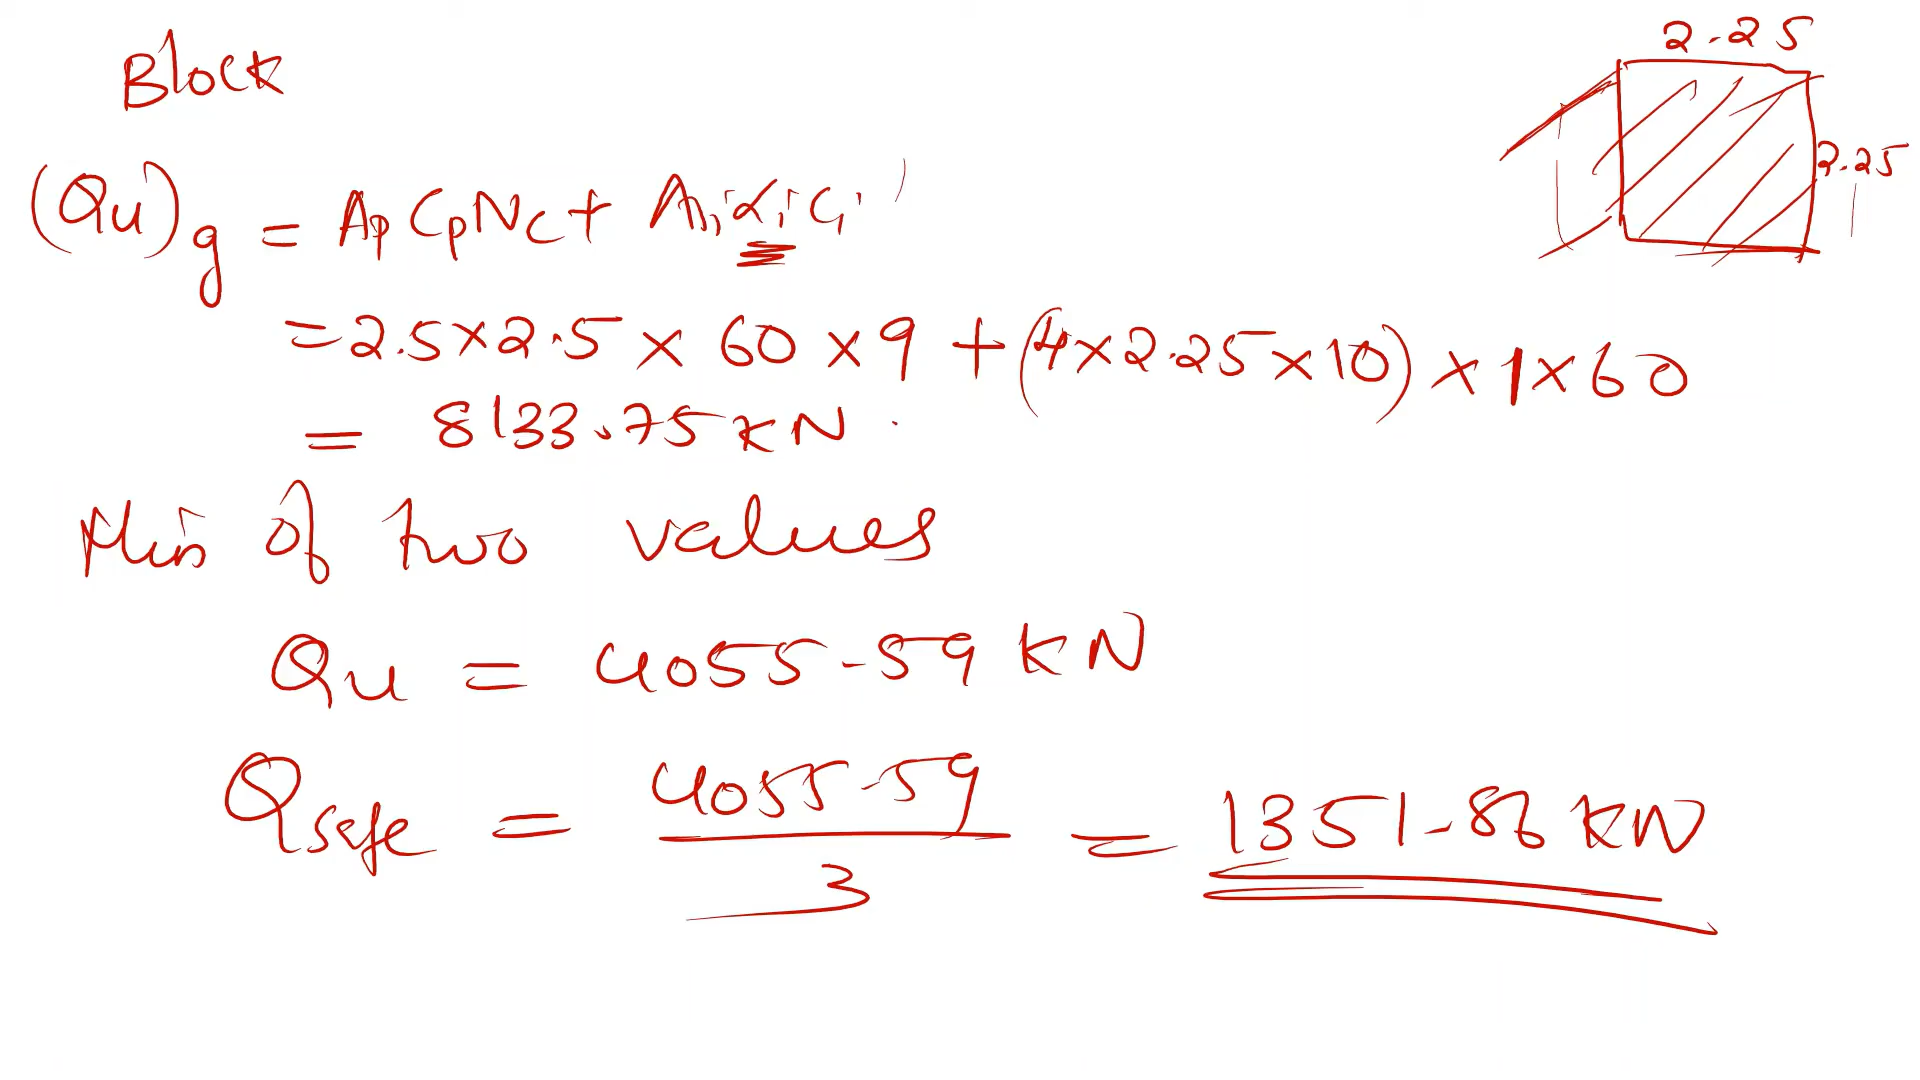 Block
2.25
2.25
(Qu)g = Ap Cp Nc + Ai αi Ci
= 2.5 × 2.5 × 60 × 9 + (4 × 2.25 × 10) × 1 × 60
= 8133.75 KN.
Min of two values
Qu = 4055.59 KN
Qsafe = 4055.59 / 3 = 1351.86 KN